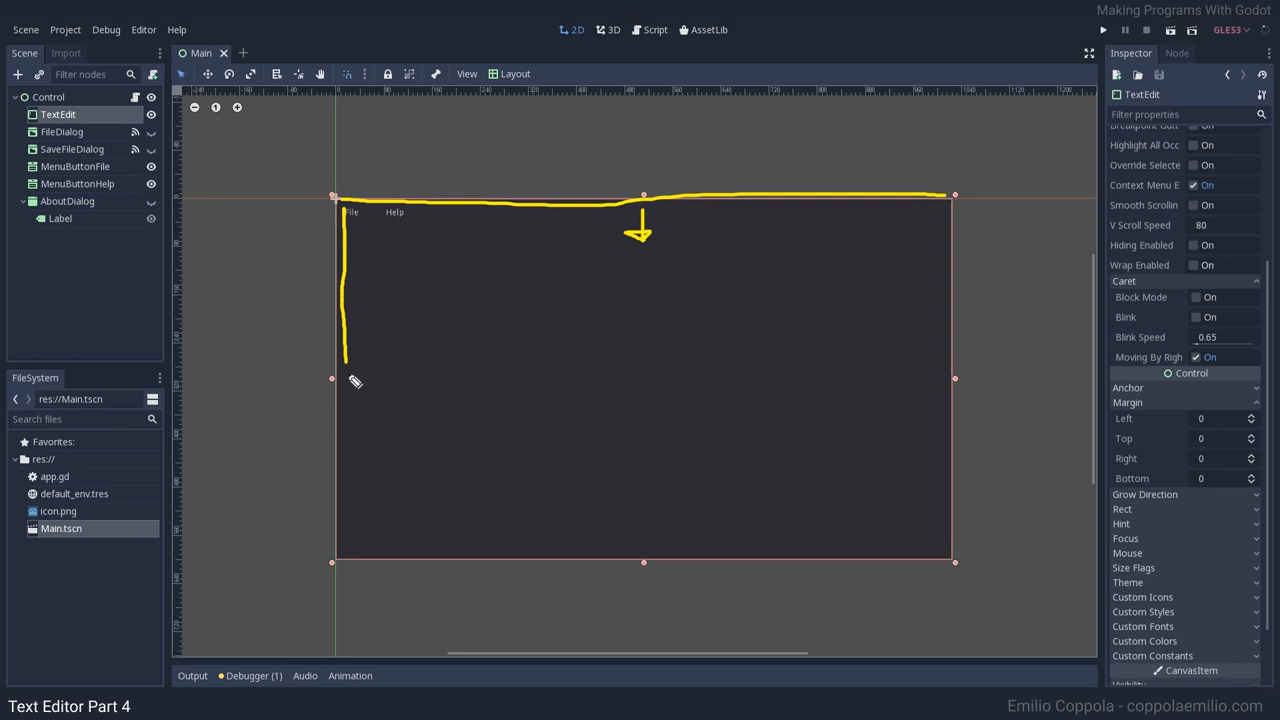 Making Programs With Godot
Scene Project Debug Editor Help
2D 3D Script AssetLib
GLES3
Scene Import
Main
Inspector Node
Filter nodes
View Layout
Control
TextEdit
FileDialog
SaveFileDialog
MenuButtonFile
MenuButtonHelp
AboutDialog
Label
File Help
TextEdit
Filter properties
Highlight All Occ On
Override Selecte On
Context Menu E On
Smooth Scrollin On
V Scroll Speed 80
Hiding Enabled On
Wrap Enabled On
Caret
Block Mode On
Blink On
Blink Speed 0.65
Moving By Righ On
Control
Anchor
Margin
Left 0
Top 0
Right 0
Bottom 0
Grow Direction
Rect
Hint
Focus
Mouse
Size Flags
Theme
Custom Icons
Custom Styles
Custom Fonts
Custom Colors
Custom Constants
CanvasItem
FileSystem
res://Main.tscn
Search files
Favorites:
res://
app.gd
default_env.tres
icon.png
Main.tscn
Output Debugger (1) Audio Animation
Text Editor Part 4
Emilio Coppola - coppolaemilio.com